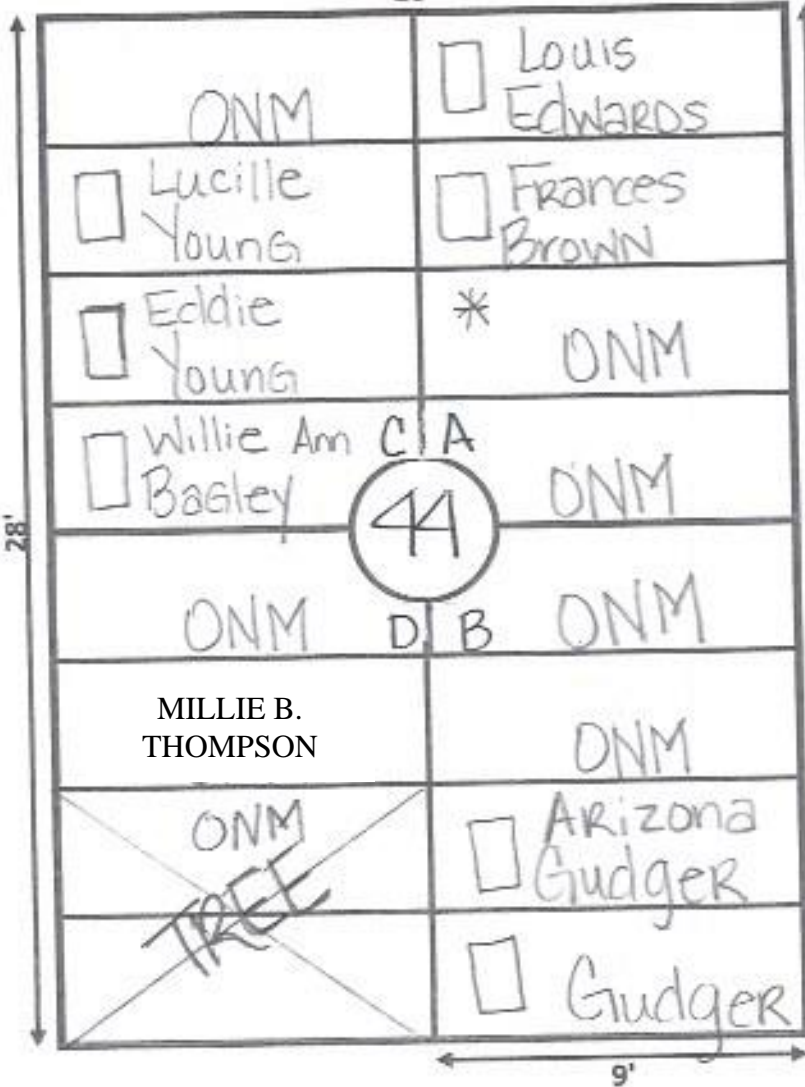 ONM
Louis
Edwards
Lucille
Young
Frances
Brown
Eddie
Young
*
ONM
Willie Ann
Bagley
C A
ONM
44
28'
ONM
D B
ONM
MILLIE B.
THOMPSON
ONM
ONM
TREE
Arizona
Gudger
Gudger
9'